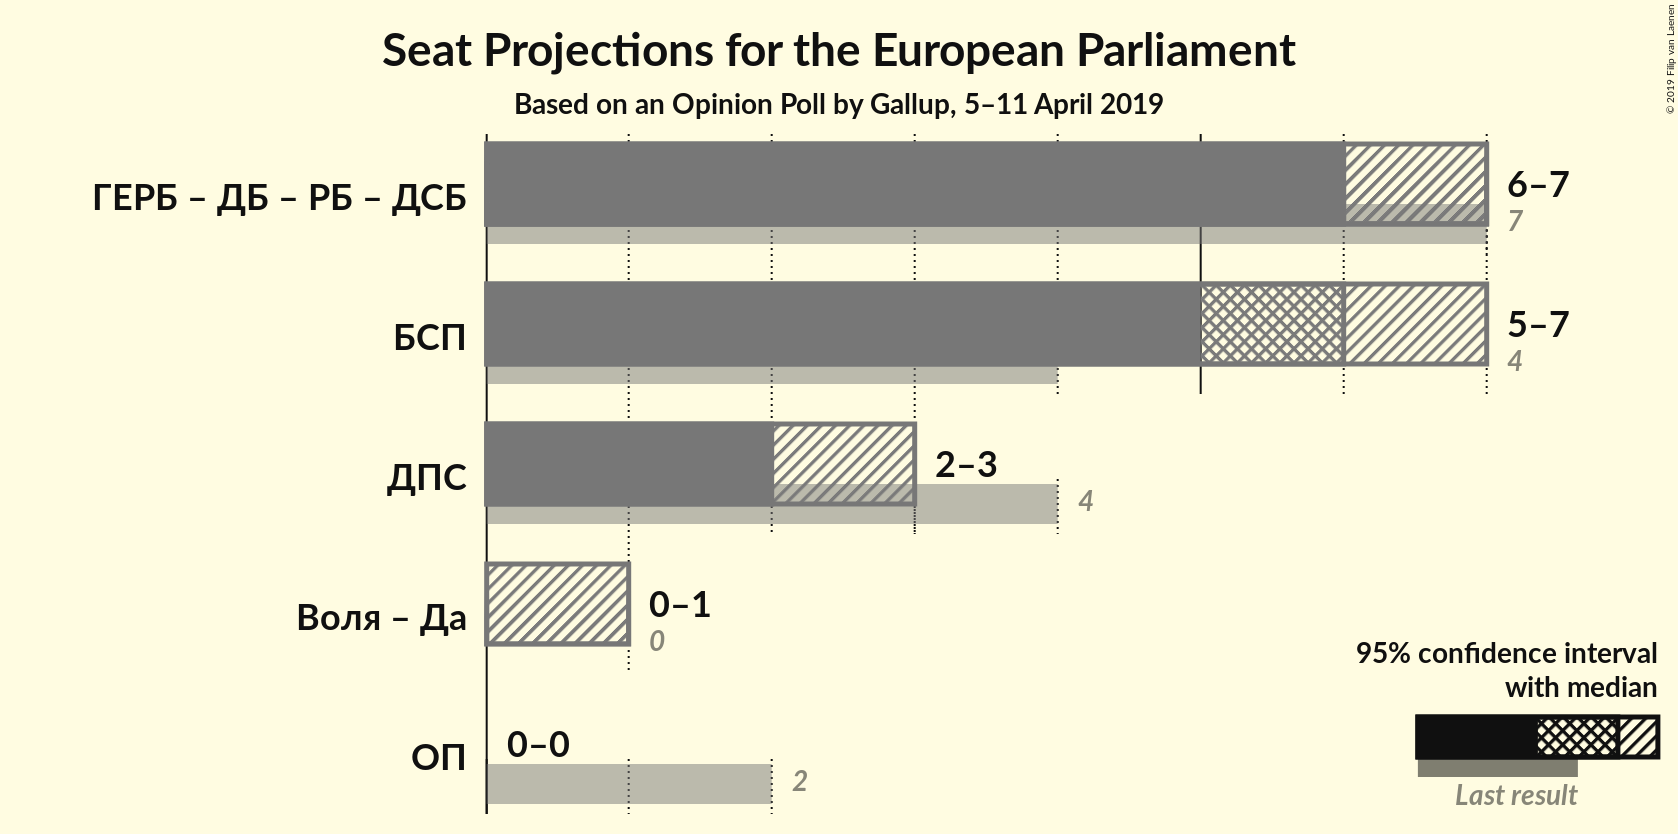 Seat Projections for the European Parliament
Based on an Opinion Poll by Gallup, 5–11 April 2019
© 2019 Filip van Laenen
ГЕРБ – ДБ – РБ – ДСБ
6–7
7
БСП
5–7
4
ДПС
2–3
4
Воля – Да
0–1
0
ОП
0–0
2
95% confidence interval
with median
Last result